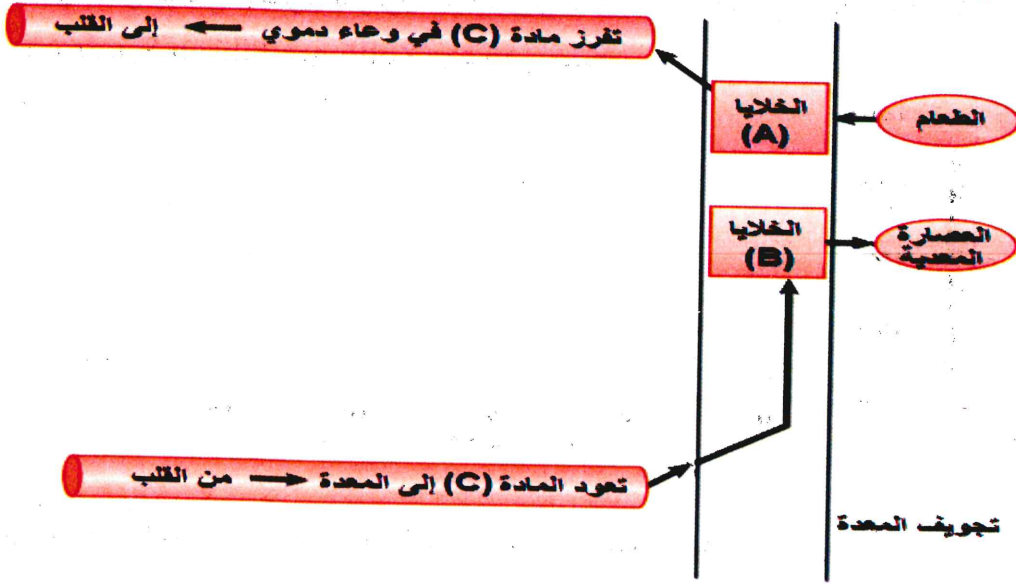 تفرز مادة (C) في وعاء دموي ← إلى القلب
الخلايا
(A)
الطعام
الخلايا
(B)
العصارة
المعدية
تعود المادة (C) إلى المعدة → من القلب
تجويف المعدة